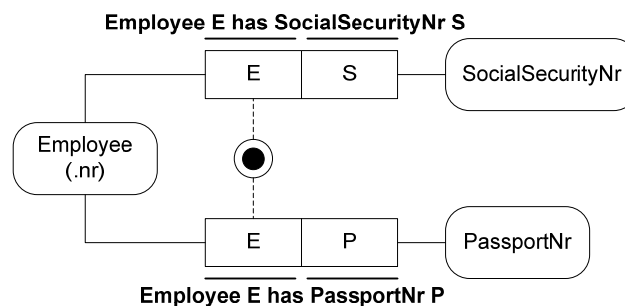 Employee E has SocialSecurityNr S
E
S
SocialSecurityNr
Employee
(.nr)
E
P
PassportNr
Employee E has PassportNr P